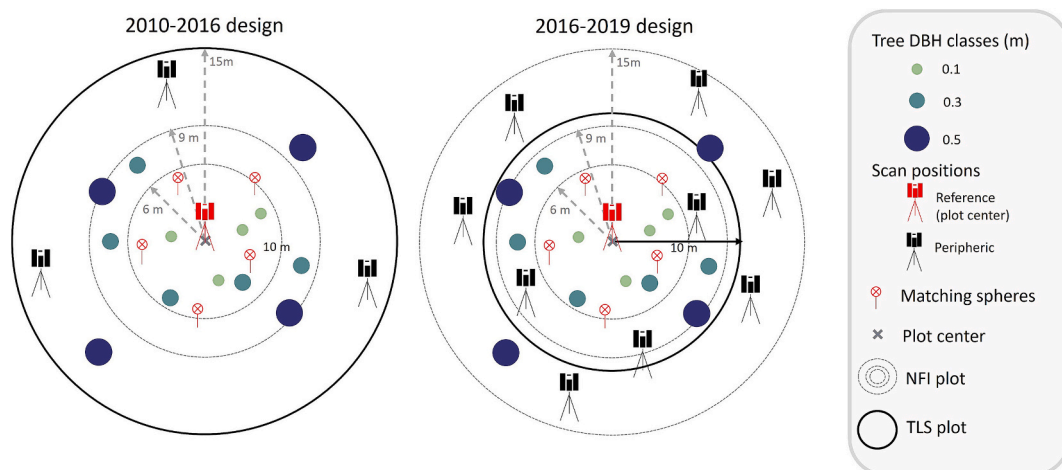 2010-2016 design
15m
9 m
6 m
10 m
2016-2019 design
15m
9 m
6 m
10 m
Tree DBH classes (m)
0.1
0.3
0.5
Scan positions
Reference
(plot center)
Peripheric
Matching spheres
Plot center
NFI plot
TLS plot